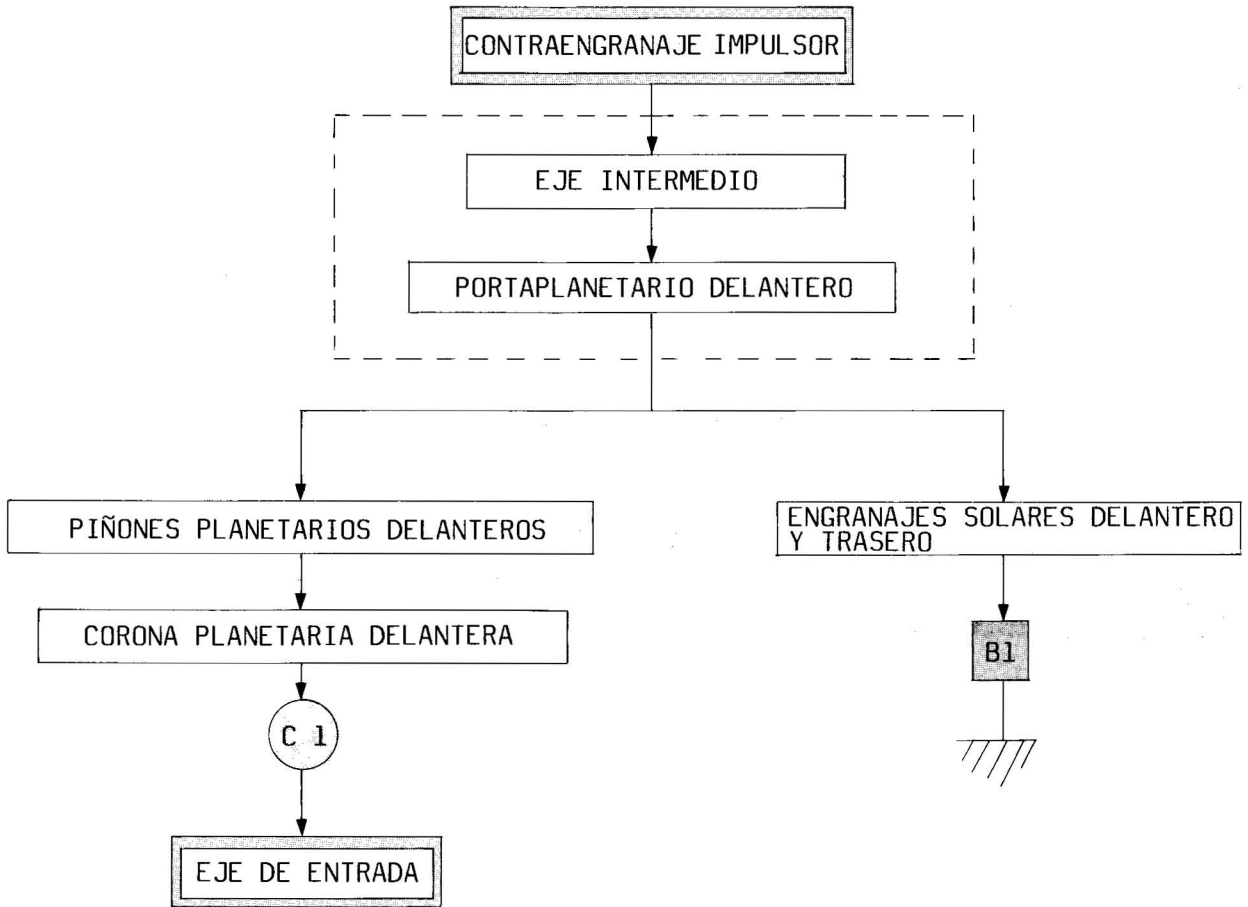 CONTRAENGRANAJE IMPULSOR
EJE INTERMEDIO
PORTAPLANETARIO DELANTERO
PIÑONES PLANETARIOS DELANTEROS
ENGRANAJES SOLARES DELANTERO
Y TRASERO
CORONA PLANETARIA DELANTERA
B1
C 1
EJE DE ENTRADA